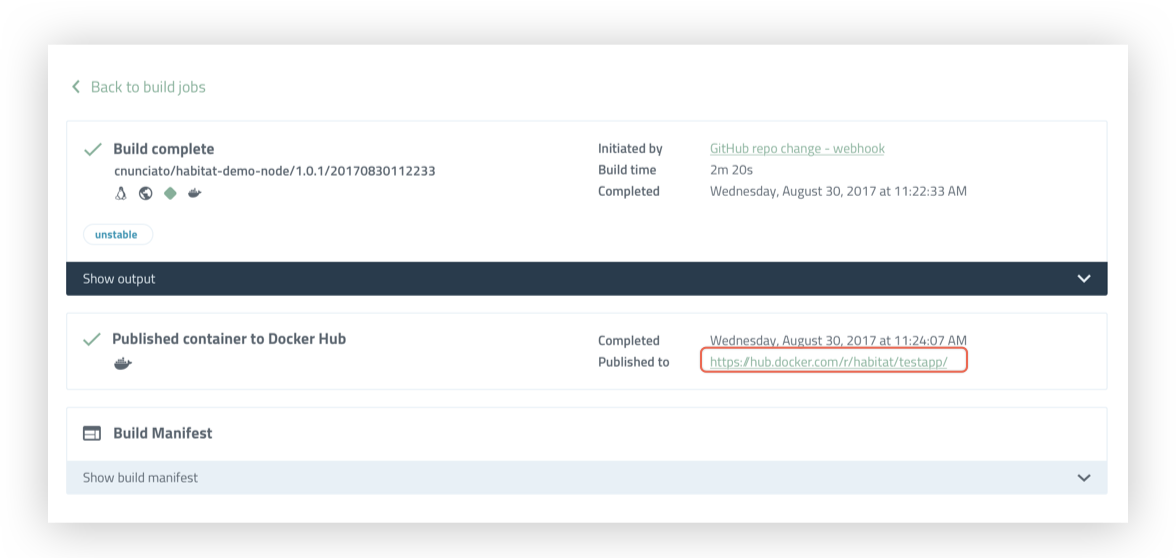 Back to build jobs
Build complete
cnunciato/habitat-demo-node/1.0.1/20170830112233
Initiated by GitHub repo change - webhook
Build time 2m 20s
Completed Wednesday, August 30, 2017 at 11:22:33 AM
unstable
Show output
Published container to Docker Hub
Completed Wednesday, August 30, 2017 at 11:24:07 AM
Published to https://hub.docker.com/r/habitat/testapp/
Build Manifest
Show build manifest